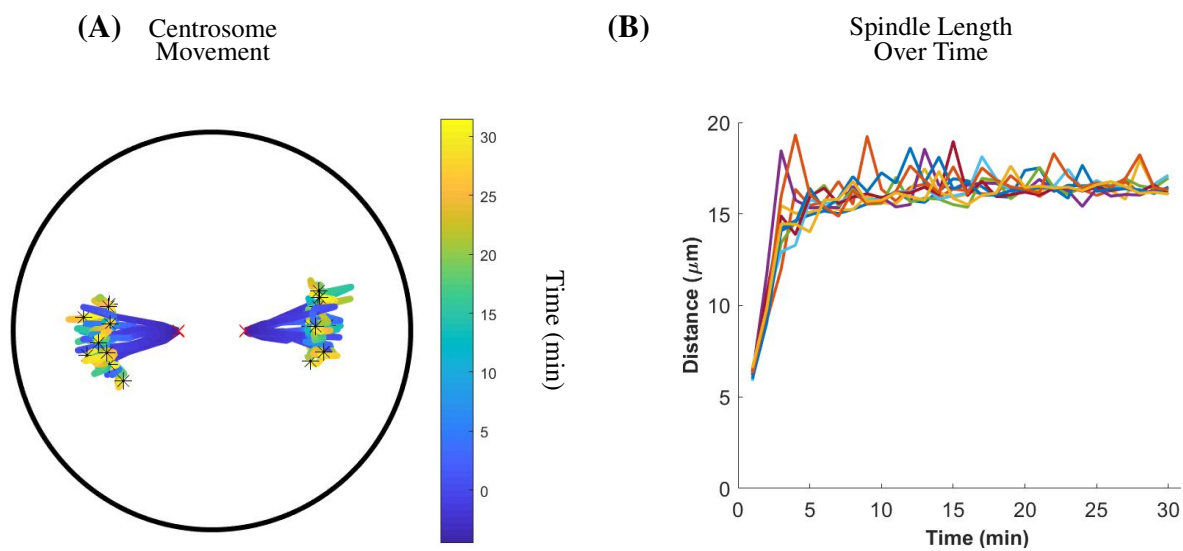 (A) Centrosome
Movement
30
25
20
15
10
5
0
Time (min)
(B) Spindle Length
Over Time
20
15
10
5
0
Distance (μm)
0 5 10 15 20 25 30
Time (min)